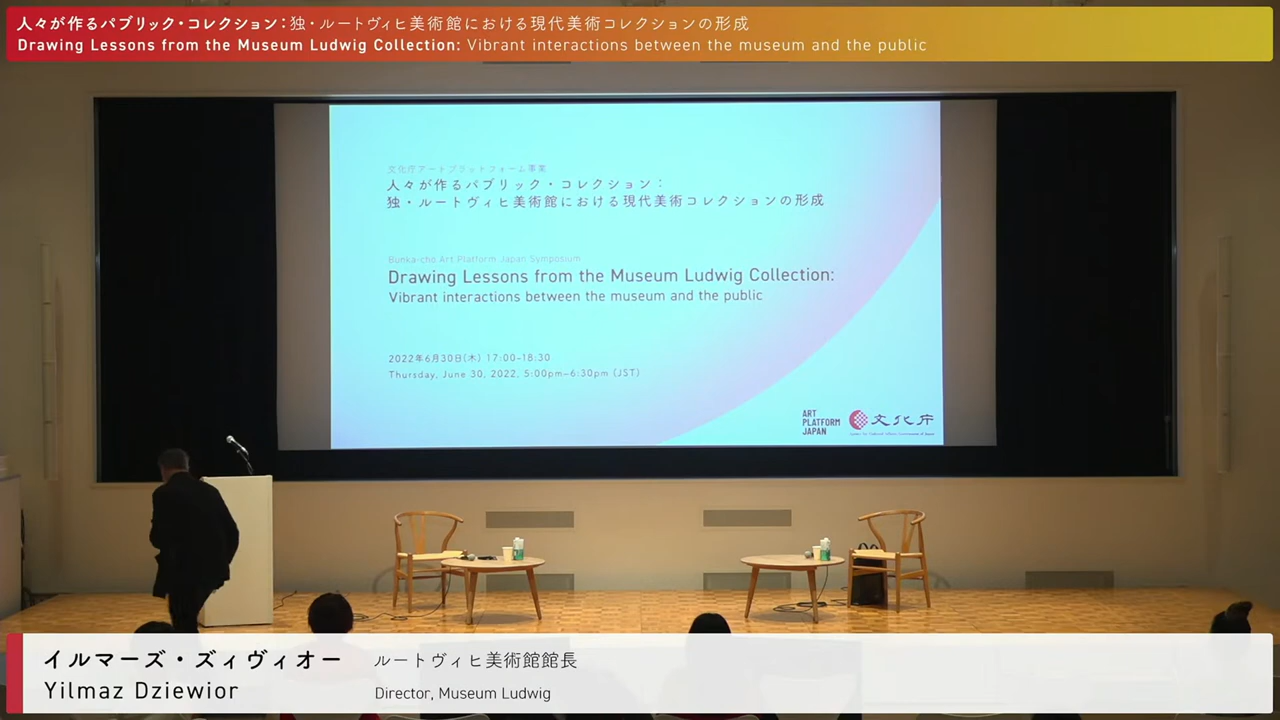 人々が作るパブリック・コレクション：独・ルートヴィヒ美術館における現代美術コレクションの形成
Drawing Lessons from the Museum Ludwig Collection: Vibrant interactions between the museum and the public
文化庁アートプラットフォーム事業
人々が作るパブリック・コレクション：
独・ルートヴィヒ美術館における現代美術コレクションの形成
Bunka-cho Art Platform Japan Symposium
Drawing Lessons from the Museum Ludwig Collection:
Vibrant interactions between the museum and the public
2022年6月30日(木) 17:00-18:30
Thursday, June 30, 2022, 5:00pm–6:30pm (JST)
ART
PLATFORM
JAPAN
文化庁
イルマーズ・ズィヴィオー ルートヴィヒ美術館館長
Yilmaz Dziewior Director, Museum Ludwig